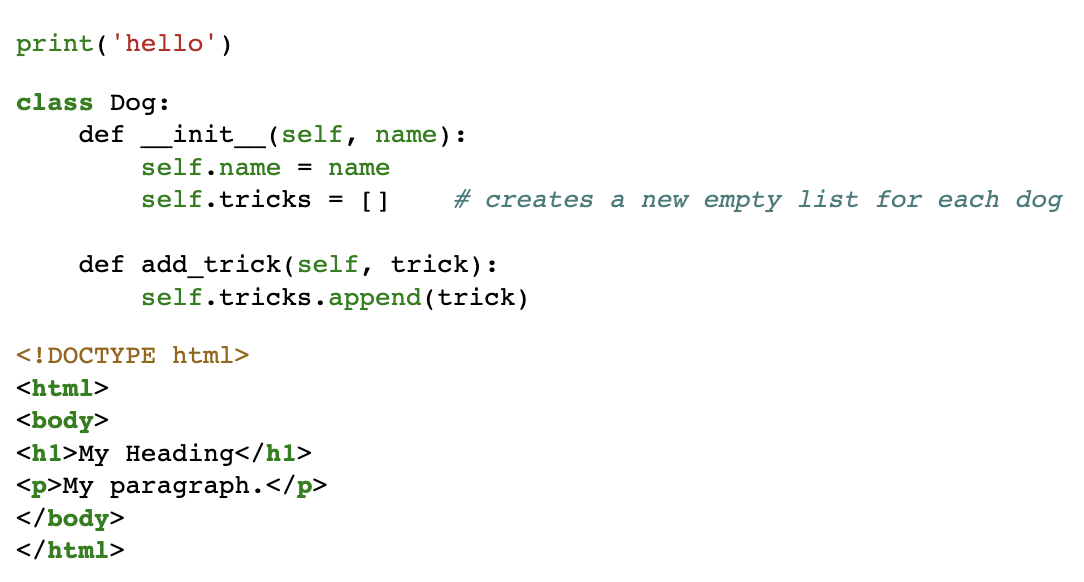 print('hello')
class Dog:
    def __init__(self, name):
        self.name = name
        self.tricks = []    # creates a new empty list for each dog
    def add_trick(self, trick):
        self.tricks.append(trick)
<!DOCTYPE html>
<html>
<body>
<h1>My Heading</h1>
<p>My paragraph.</p>
</body>
</html>